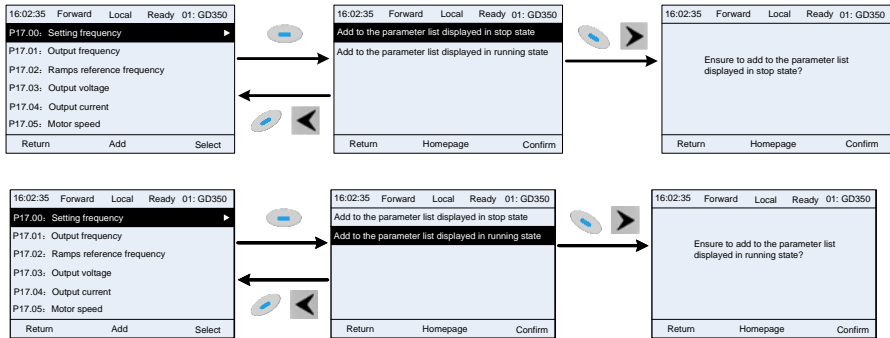 16:02:35 Forward Local Ready 01: GD350
P17.00: Setting frequency
P17.01: Output frequency
P17.02: Ramps reference frequency
P17.03: Output voltage
P17.04: Output current
P17.05: Motor speed
Return Add Select
16:02:35 Forward Local Ready 01: GD350
Add to the parameter list displayed in stop state
Add to the parameter list displayed in running state
Return Homepage Confirm
16:02:35 Forward Local Ready 01: GD350
Ensure to add to the parameter list
displayed in stop state?
Return Homepage Confirm
16:02:35 Forward Local Ready 01: GD350
P17.00: Setting frequency
P17.01: Output frequency
P17.02: Ramps reference frequency
P17.03: Output voltage
P17.04: Output current
P17.05: Motor speed
Return Add Select
16:02:35 Forward Local Ready 01: GD350
Add to the parameter list displayed in stop state
Add to the parameter list displayed in running state
Return Homepage Confirm
16:02:35 Forward Local Ready 01: GD350
Ensure to add to the parameter list
displayed in running state?
Return Homepage Confirm